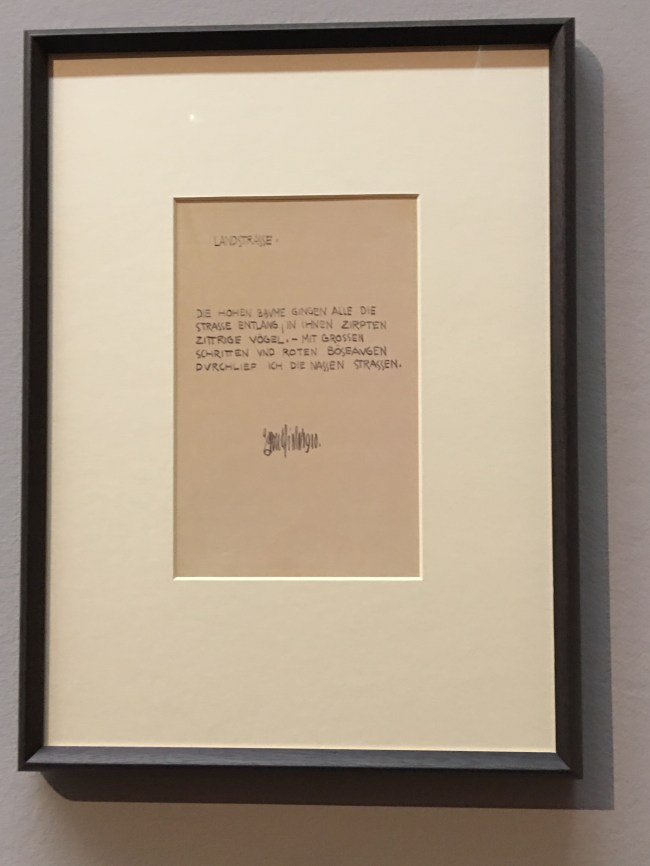 LANDSTRASSE.
DIE HOHEN BÄUME GINGEN ALLE DIE
STRASSE ENTLANG, IN IHNEN ZIRPTEN
ZITTRIGE VÖGEL. – MIT GROSSEN
SCHRITTEN UND ROTEN BÖSEAUGEN
DURCHLIEF ICH DIE NASSEN STRASSEN.